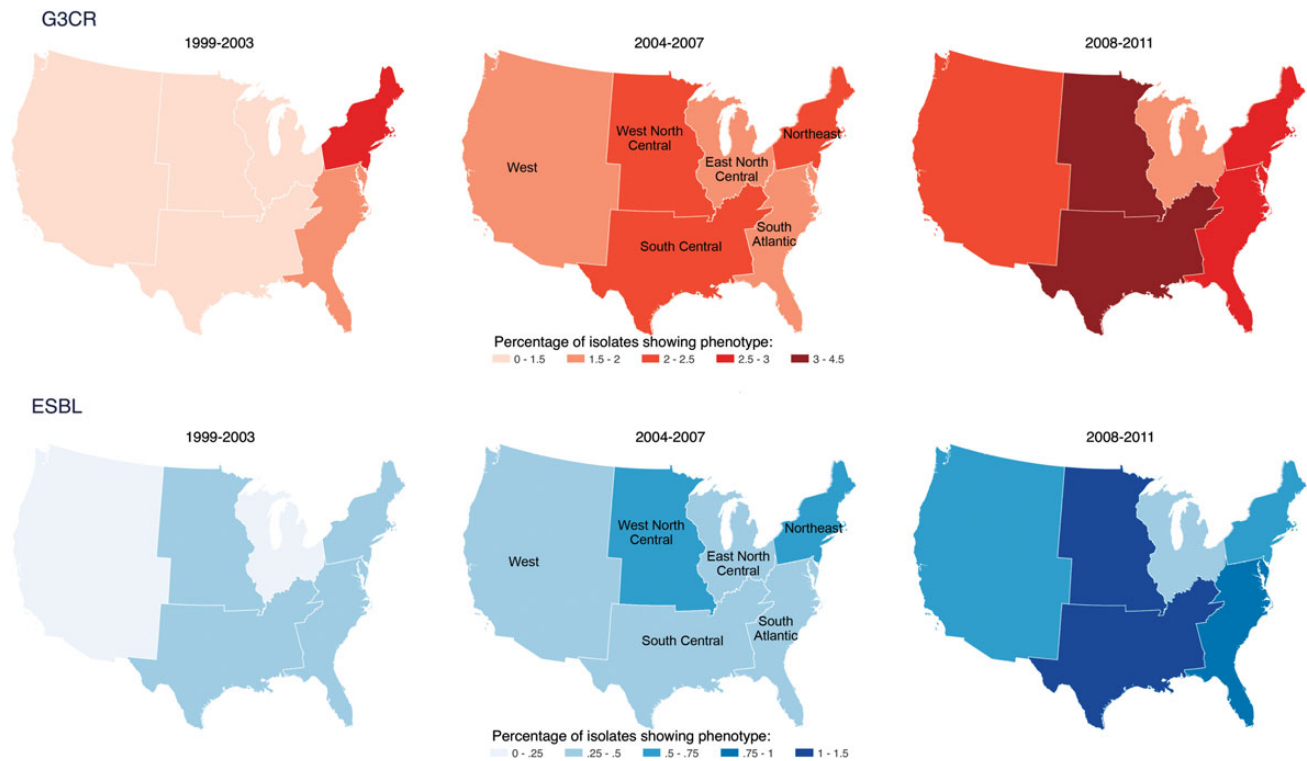 G3CR
1999-2003
2004-2007
2008-2011
West
West North
Central
East North
Central
Northeast
South Central
South
Atlantic
Percentage of isolates showing phenotype:
0 - 1.5
1.5 - 2
2 - 2.5
2.5 - 3
3 - 4.5
ESBL
1999-2003
2004-2007
2008-2011
West
West North
Central
East North
Central
Northeast
South Central
South
Atlantic
Percentage of isolates showing phenotype:
0 - .25
.25 - .5
.5 - .75
.75 - 1
1 - 1.5